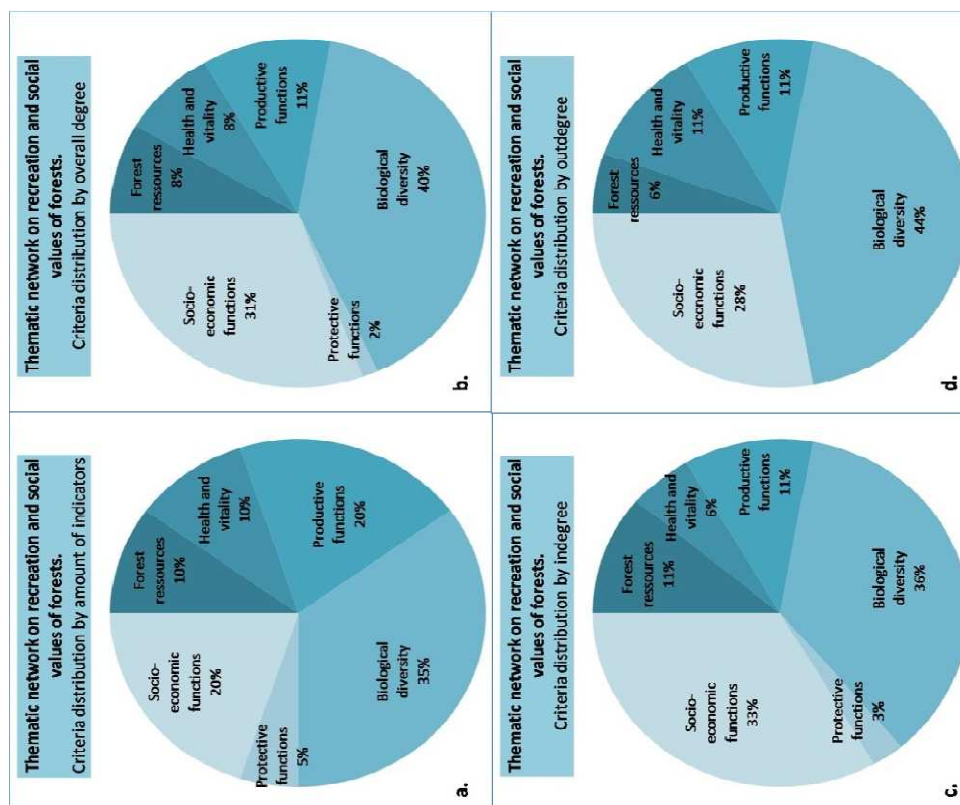 Thematic network on recreation and social
values of forests.
Criteria distribution by amount of indicators
Forest
ressources
10%
Health and
vitality
10%
Productive
functions
20%
Biological
diversity
35%
Protective
functions
5%
Socio-
economic
functions
20%
a.
Thematic network on recreation and social
values of forests.
Criteria distribution by overall degree
Forest
ressources
8%
Health and
vitality
8%
Productive
functions
11%
Biological
diversity
40%
Protective
functions
2%
Socio-
economic
functions
31%
b.
Thematic network on recreation and social
values of forests.
Criteria distribution by indegree
Forest
ressources
11%
Health and
vitality
6%
Productive
functions
11%
Biological
diversity
36%
Protective
functions
3%
Socio-
economic
functions
33%
c.
Thematic network on recreation and social
values of forests.
Criteria distribution by outdegree
Forest
ressources
6%
Health and
vitality
11%
Productive
functions
11%
Biological
diversity
44%
Socio-
economic
functions
28%
d.